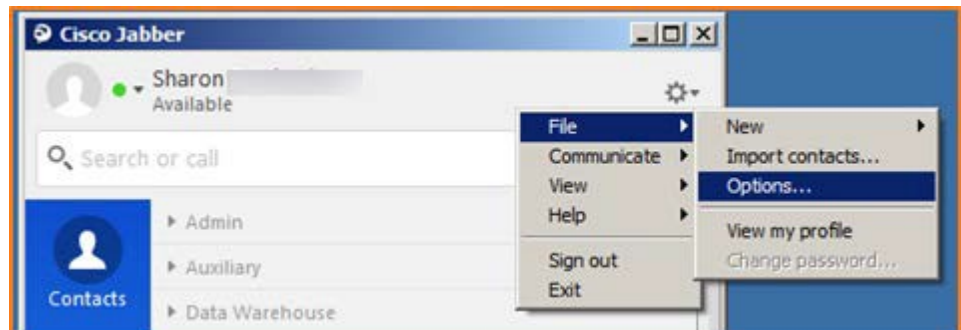 Cisco Jabber
Sharon
Available
Search or call
File
Communicate
View
Help
Sign out
Exit
New
Import contacts...
Options...
View my profile
Change password...
Contacts
Admin
Auxiliary
Data Warehouse